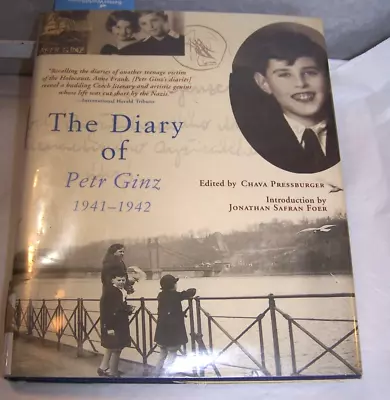 "Recalling the diaries of another teenage victim
of the Holocaust, Anne Frank, [Petr Ginz's diaries]
reveal a budding Czech literary and artistic genius
whose life was cut short by the Nazis."
—International Herald Tribune
The Diary
of
Petr Ginz
1941–1942
Edited by CHAVA PRESSBURGER
Introduction by
JONATHAN SAFRAN FOER